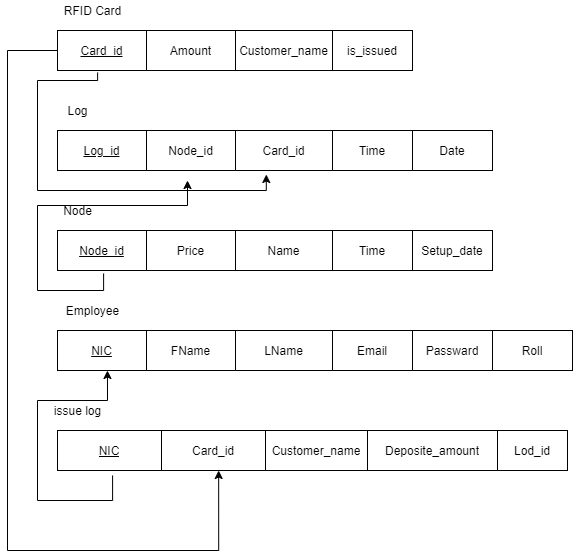 RFID Card
Card_id Amount Customer_name is_issued
Log
Log_id Node_id Card_id Time Date
Node
Node_id Price Name Time Setup_date
Employee
NIC FName LName Email Passward Roll
issue log
NIC Card_id Customer_name Deposite_amount Lod_id